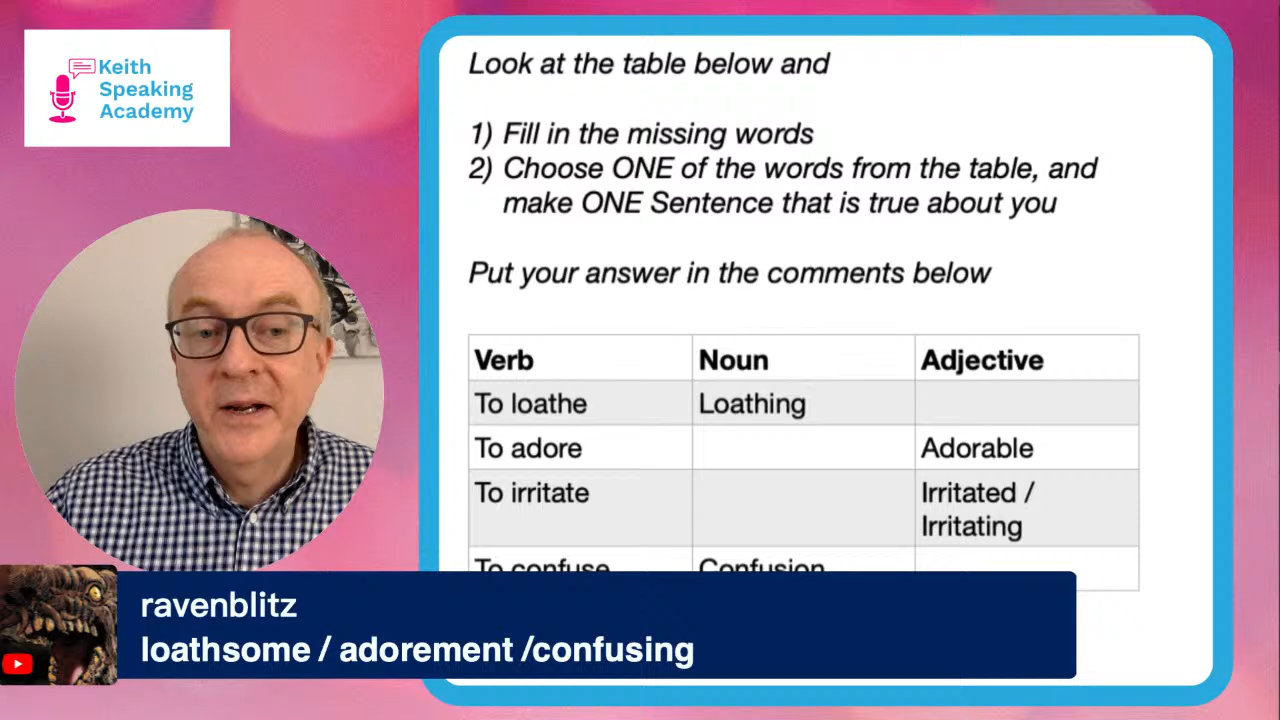 Keith
Speaking
Academy
Look at the table below and
1) Fill in the missing words
2) Choose ONE of the words from the table, and
make ONE Sentence that is true about you
Put your answer in the comments below
Verb Noun Adjective
To loathe Loathing
To adore Adorable
To irritate Irritated /
Irritating
To confuse Confusion
ravenblitz
loathsome / adorement /confusing